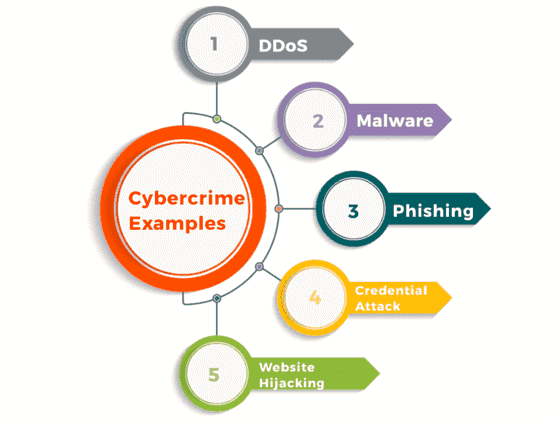 1
DDoS
2
Malware
Cybercrime
Examples
3
Phishing
4
Credential
Attack
5
Website
Hijacking